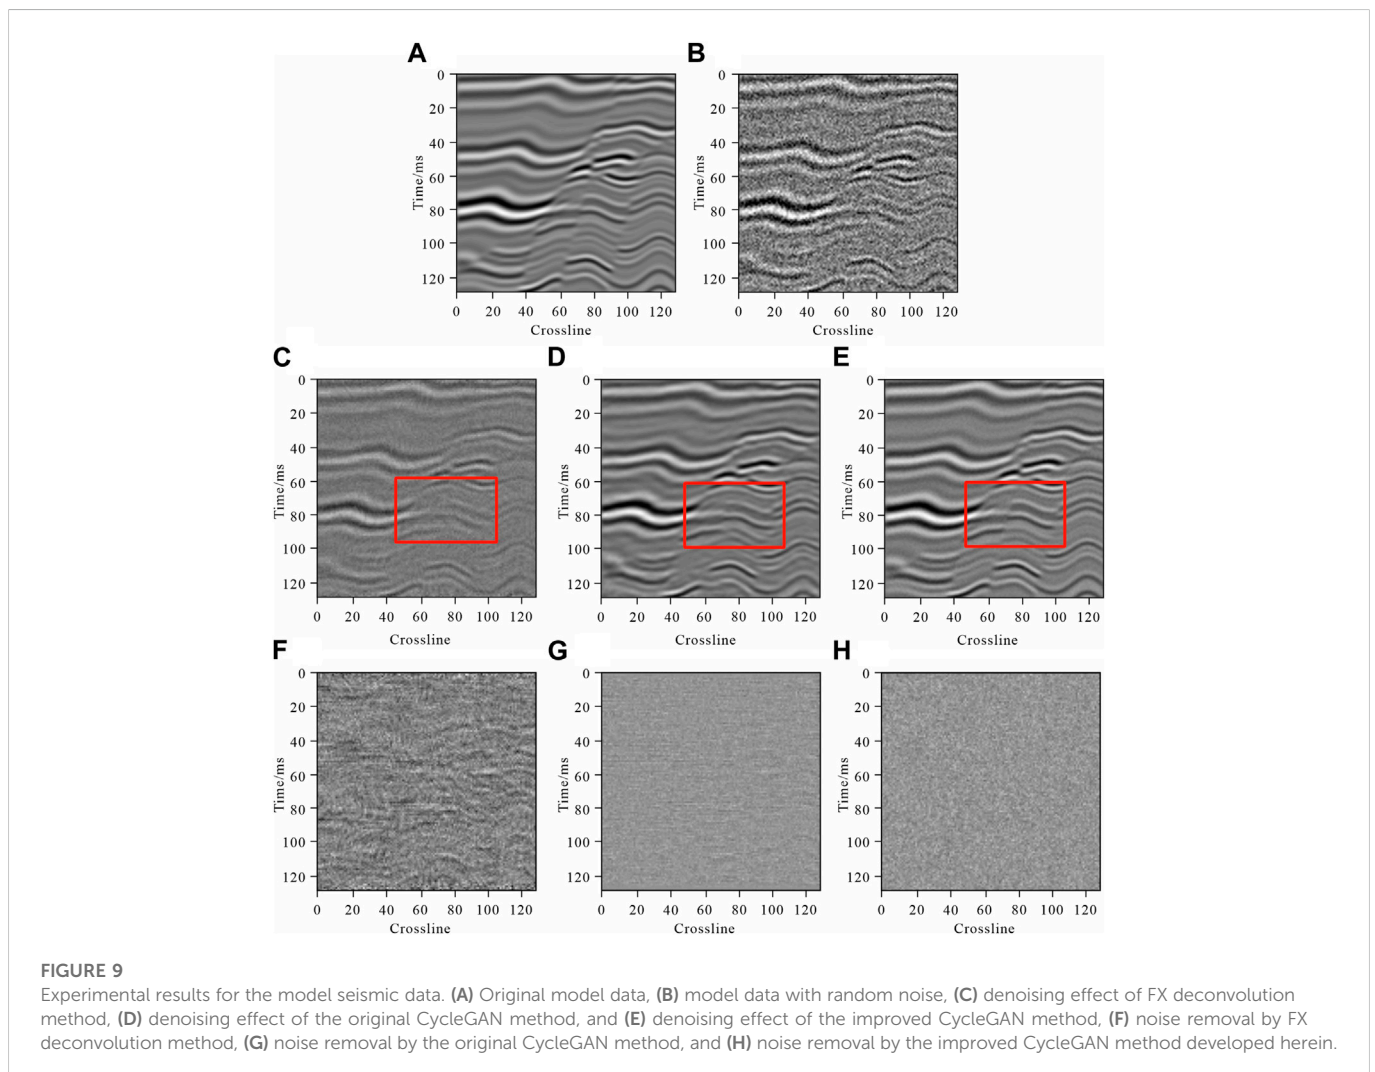 A
B
0
20
40
60
80
100
120
Time/ms
0 20 40 60 80 100 120
Crossline
0
20
40
60
80
100
120
Time/ms
0 20 40 60 80 100 120
Crossline
C
D
E
0
20
40
60
80
100
120
Time/ms
0 20 40 60 80 100 120
Crossline
0
20
40
60
80
100
120
Time/ms
0 20 40 60 80 100 120
Crossline
0
20
40
60
80
100
120
Time/ms
0 20 40 60 80 100 120
Crossline
F
G
H
0
20
40
60
80
100
120
Time/ms
0 20 40 60 80 100 120
Crossline
0
20
40
60
80
100
120
Time/ms
0 20 40 60 80 100 120
Crossline
0
20
40
60
80
100
120
Time/ms
0 20 40 60 80 100 120
Crossline
FIGURE 9
Experimental results for the model seismic data. (A) Original model data, (B) model data with random noise, (C) denoising effect of FX deconvolution
method, (D) denoising effect of the original CycleGAN method, and (E) denoising effect of the improved CycleGAN method, (F) noise removal by FX
deconvolution method, (G) noise removal by the original CycleGAN method, and (H) noise removal by the improved CycleGAN method developed herein.